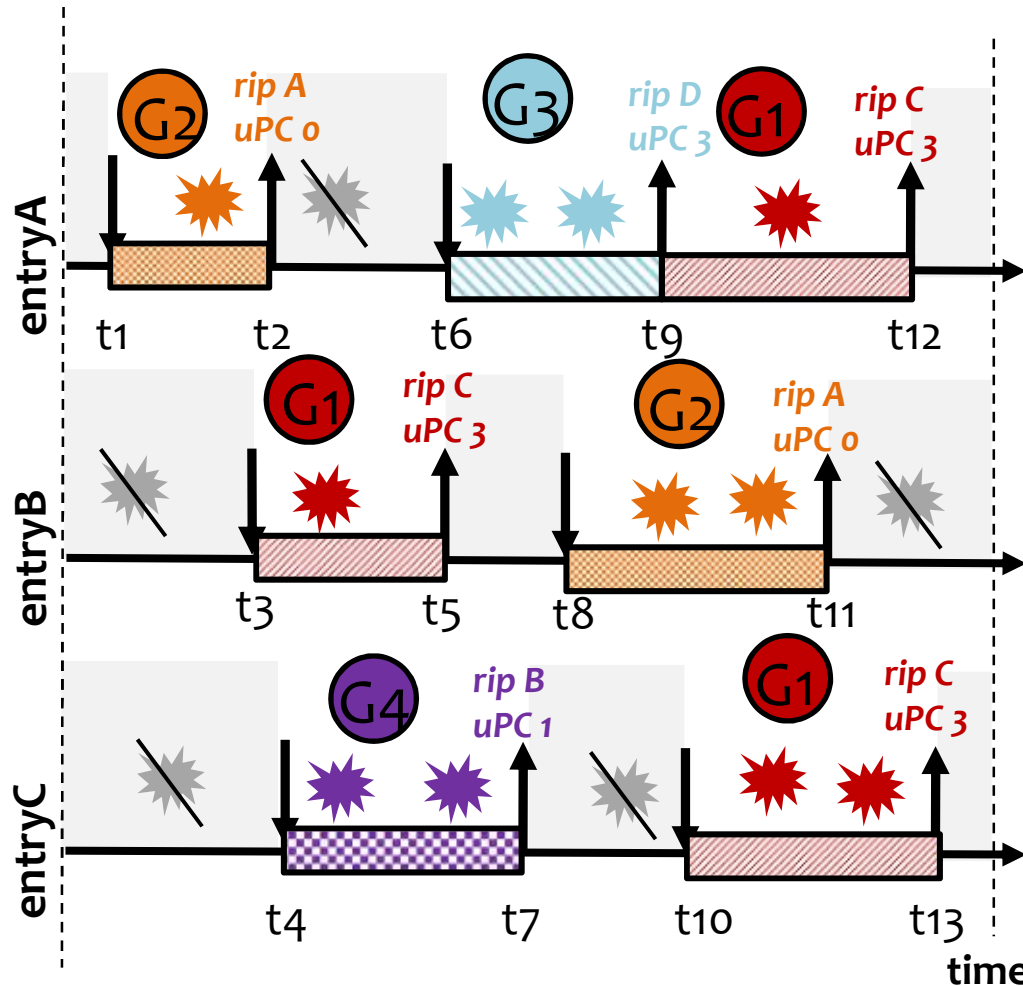 entryA
G2
rip A
uPC 0
G3
rip D
uPC 3
G1
rip C
uPC 3
t1
t2
t6
t9
t12
entryB
G1
rip C
uPC 3
G2
rip A
uPC 0
t3
t5
t8
t11
entryC
G4
rip B
uPC 1
G1
rip C
uPC 3
t4
t7
t10
t13
time